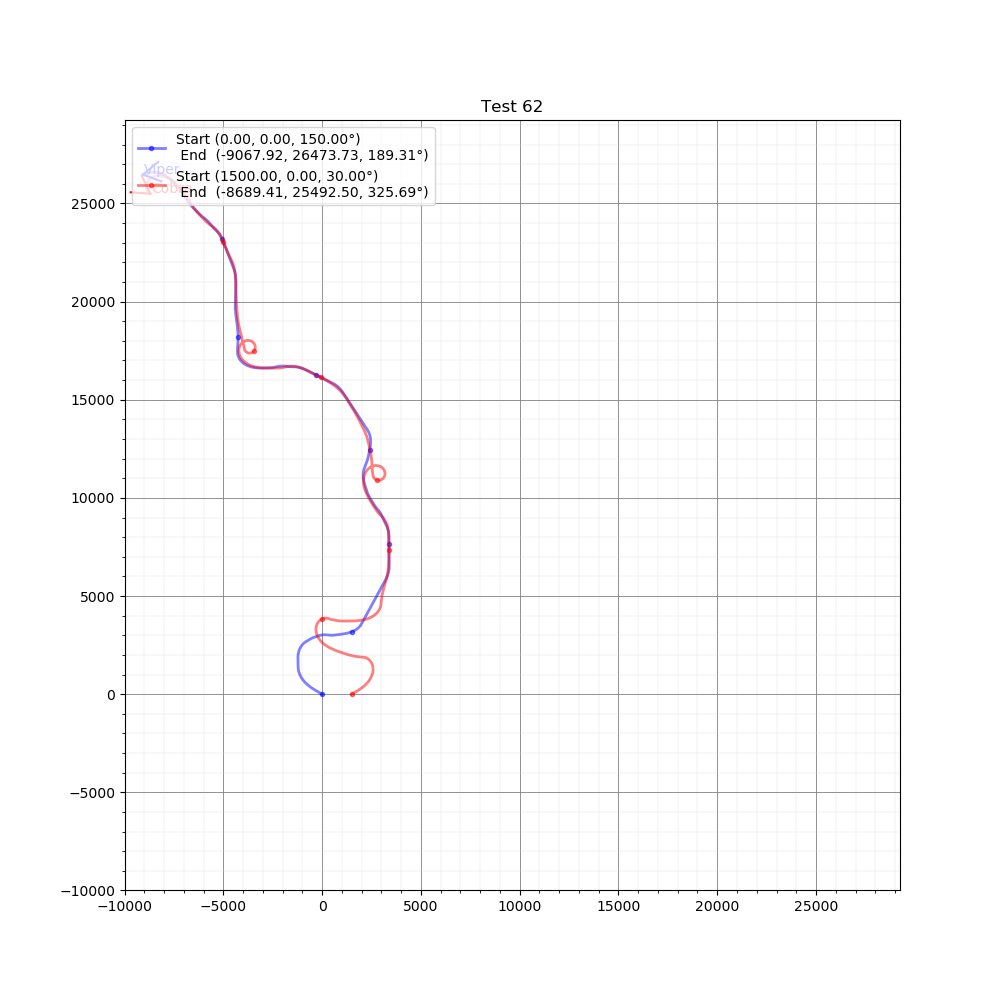 Test 62
Start (0.00, 0.00, 150.00°)
End (-9067.92, 26473.73, 189.31°)
Start (1500.00, 0.00, 30.00°)
End (-8689.41, 25492.50, 325.69°)
Viper
25000
20000
15000
10000
5000
0
−5000
−10000
−10000 −5000 0 5000 10000 15000 20000 25000